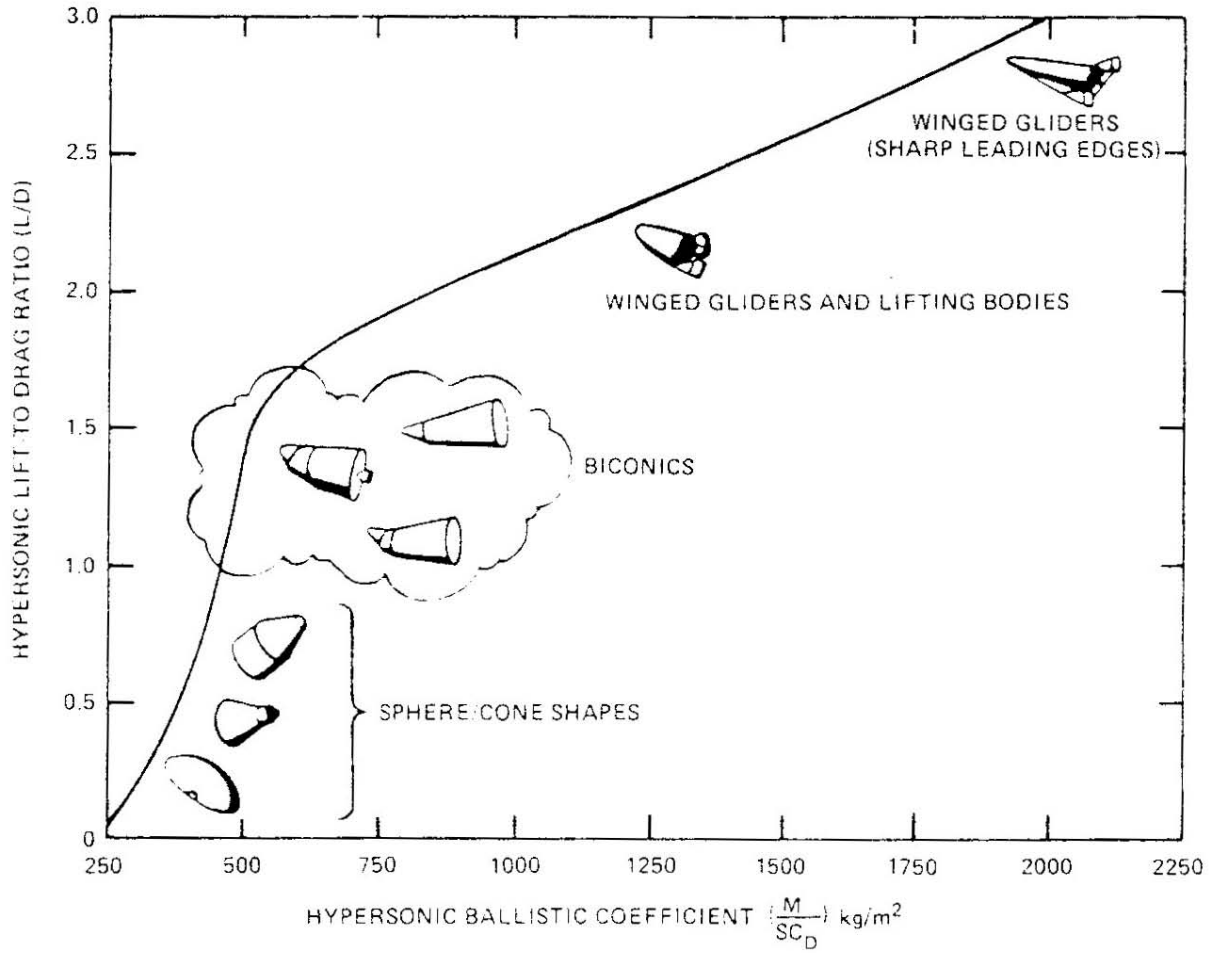 HYPERSONIC LIFT-TO DRAG RATIO (L/D)
3.0
2.5
2.0
1.5
1.0
0.5
0
WINGED GLIDERS
(SHARP LEADING EDGES)
WINGED GLIDERS AND LIFTING BODIES
BICONICS
SPHERE/CONE SHAPES
250 500 750 1000 1250 1500 1750 2000 2250
HYPERSONIC BALLISTIC COEFFICIENT (M/SC_D) kg/m²